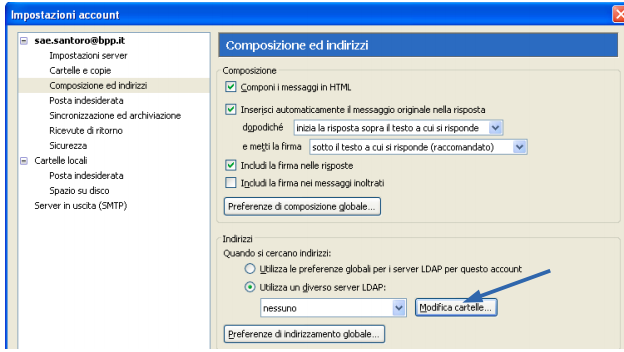 Impostazioni account
sae.santoro@bpp.it
Impostazioni server
Cartelle e copie
Composizione ed indirizzi
Posta indesiderata
Sincronizzazione ed archiviazione
Ricevute di ritorno
Sicurezza
Cartelle locali
Posta indesiderata
Spazio su disco
Server in uscita (SMTP)
Composizione ed indirizzi
Composizione
Componi i messaggi in HTML
Inserisci automaticamente il messaggio originale nella risposta
dopodiché inizia la risposta sopra il testo a cui si risponde
e metti la firma sotto il testo a cui si risponde (raccomandato)
Includi la firma nelle risposte
Includi la firma nei messaggi inoltrati
Preferenze di composizione globale...
Indirizzi
Quando si cercano indirizzi:
Utilizza le preferenze globali per i server LDAP per questo account
Utilizza un diverso server LDAP:
nessuno Modifica cartelle...
Preferenze di indirizzamento globale...